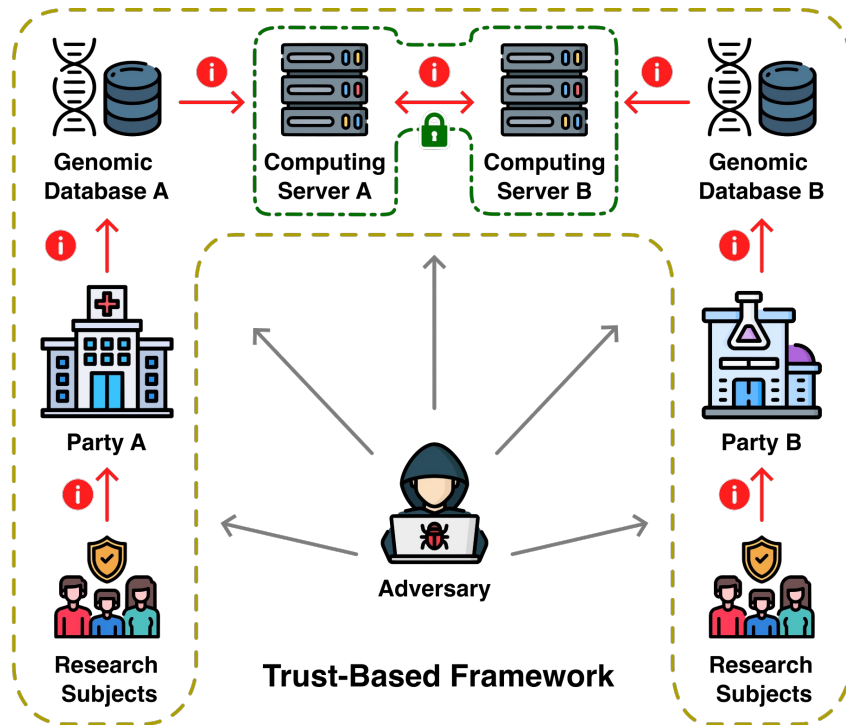 i
i
i
Genomic
Database A
Computing
Server A
Computing
Server B
Genomic
Database B
i
i
Party A
Party B
i
i
Adversary
Research
Subjects
Trust-Based Framework
Research
Subjects